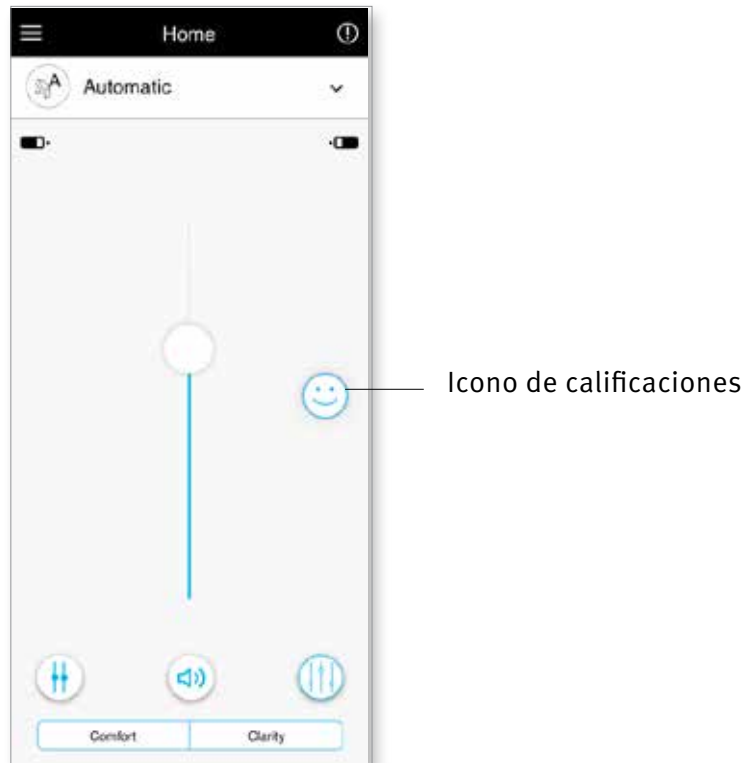 Home
A
Automatic
Icono de calificaciones
Comfort
Clarity